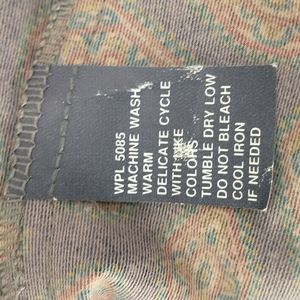 WPL 5085
MACHINE WASH
WARM
DELICATE CYCLE
WITH LIKE
COLORS
TUMBLE DRY LOW
DO NOT BLEACH
COOL IRON
IF NEEDED